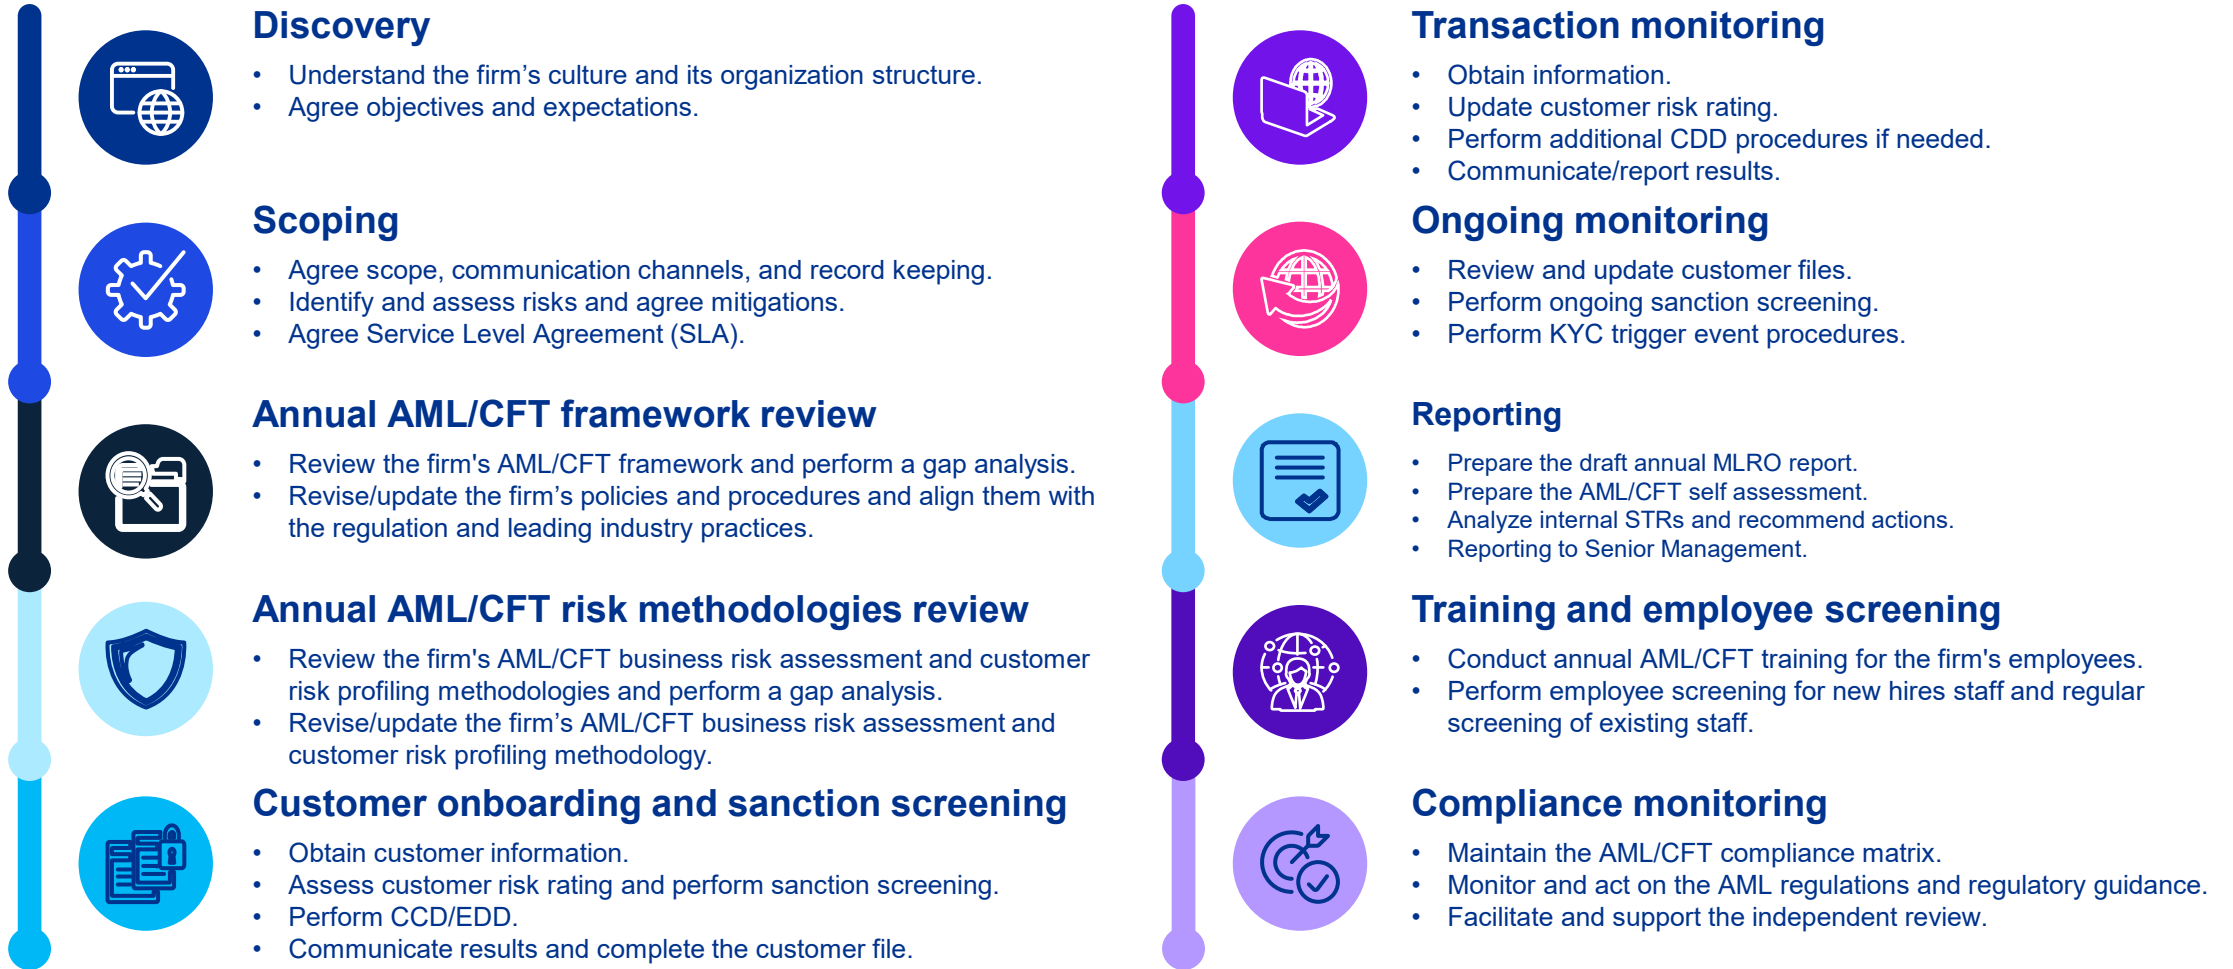 Discovery
• Understand the firm’s culture and its organization structure.
• Agree objectives and expectations.
Scoping
• Agree scope, communication channels, and record keeping.
• Identify and assess risks and agree mitigations.
• Agree Service Level Agreement (SLA).
Annual AML/CFT framework review
• Review the firm's AML/CFT framework and perform a gap analysis.
• Revise/update the firm’s policies and procedures and align them with
the regulation and leading industry practices.
Annual AML/CFT risk methodologies review
• Review the firm's AML/CFT business risk assessment and customer
risk profiling methodologies and perform a gap analysis.
• Revise/update the firm’s AML/CFT business risk assessment and
customer risk profiling methodology.
Customer onboarding and sanction screening
• Obtain customer information.
• Assess customer risk rating and perform sanction screening.
• Perform CCD/EDD.
• Communicate results and complete the customer file.
Transaction monitoring
• Obtain information.
• Update customer risk rating.
• Perform additional CDD procedures if needed.
• Communicate/report results.
Ongoing monitoring
• Review and update customer files.
• Perform ongoing sanction screening.
• Perform KYC trigger event procedures.
Reporting
• Prepare the draft annual MLRO report.
• Prepare the AML/CFT self assessment.
• Analyze internal STRs and recommend actions.
• Reporting to Senior Management.
Training and employee screening
• Conduct annual AML/CFT training for the firm's employees.
• Perform employee screening for new hires staff and regular
screening of existing staff.
Compliance monitoring
• Maintain the AML/CFT compliance matrix.
• Monitor and act on the AML regulations and regulatory guidance.
• Facilitate and support the independent review.